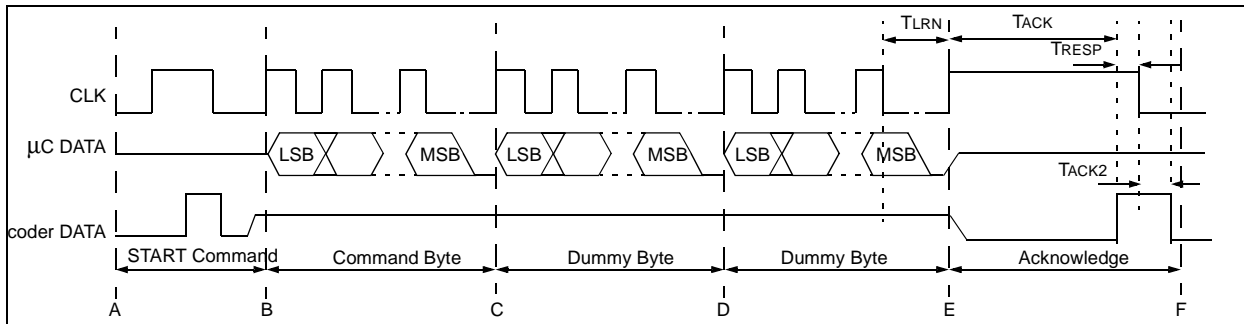 TLRN
TACK
TRESP
CLK
µC DATA
LSB MSB LSB MSB LSB MSB
TACK2
coder DATA
START Command Command Byte Dummy Byte Dummy Byte Acknowledge
A B C D E F